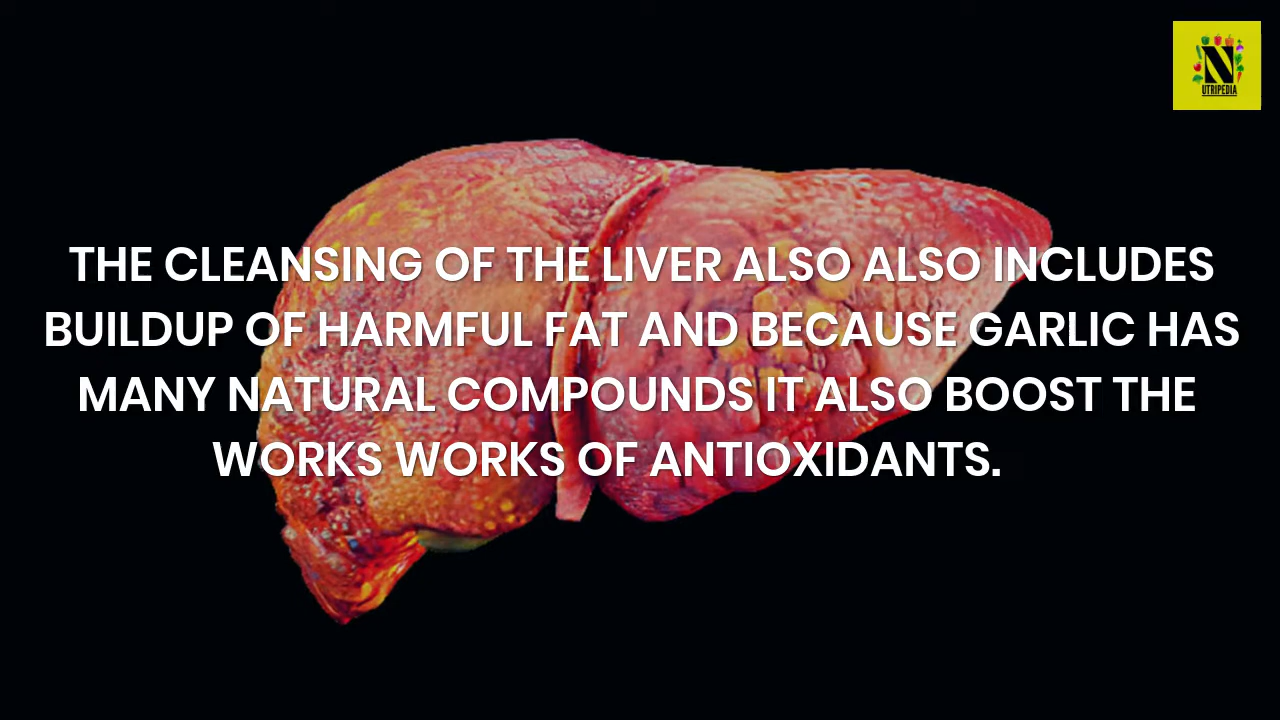 N
UTRIPEDIA
THE CLEANSING OF THE LIVER ALSO ALSO INCLUDES
BUILDUP OF HARMFUL FAT AND BECAUSE GARLIC HAS
MANY NATURAL COMPOUNDS IT ALSO BOOST THE
WORKS WORKS OF ANTIOXIDANTS.